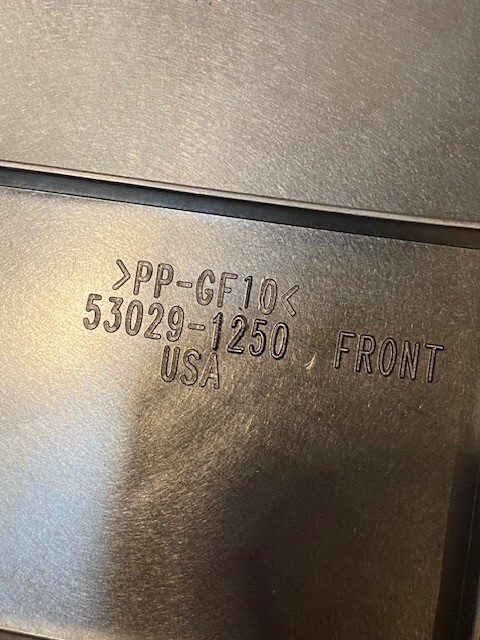 >PP-GF10<
53029-1250
USA
FRONT